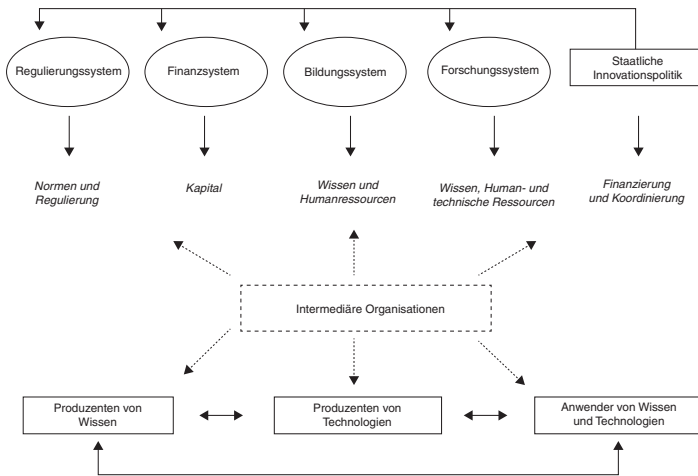 Regulierungssystem
Finanzsystem
Bildungssystem
Forschungssystem
Staatliche
Innovationspolitik
Normen und
Regulierung
Kapital
Wissen und
Humanressourcen
Wissen, Human- und
technische Ressourcen
Finanzierung
und Koordinierung
Intermediäre Organisationen
Produzenten von
Wissen
Produzenten von
Technologien
Anwender von Wissen
und Technologien